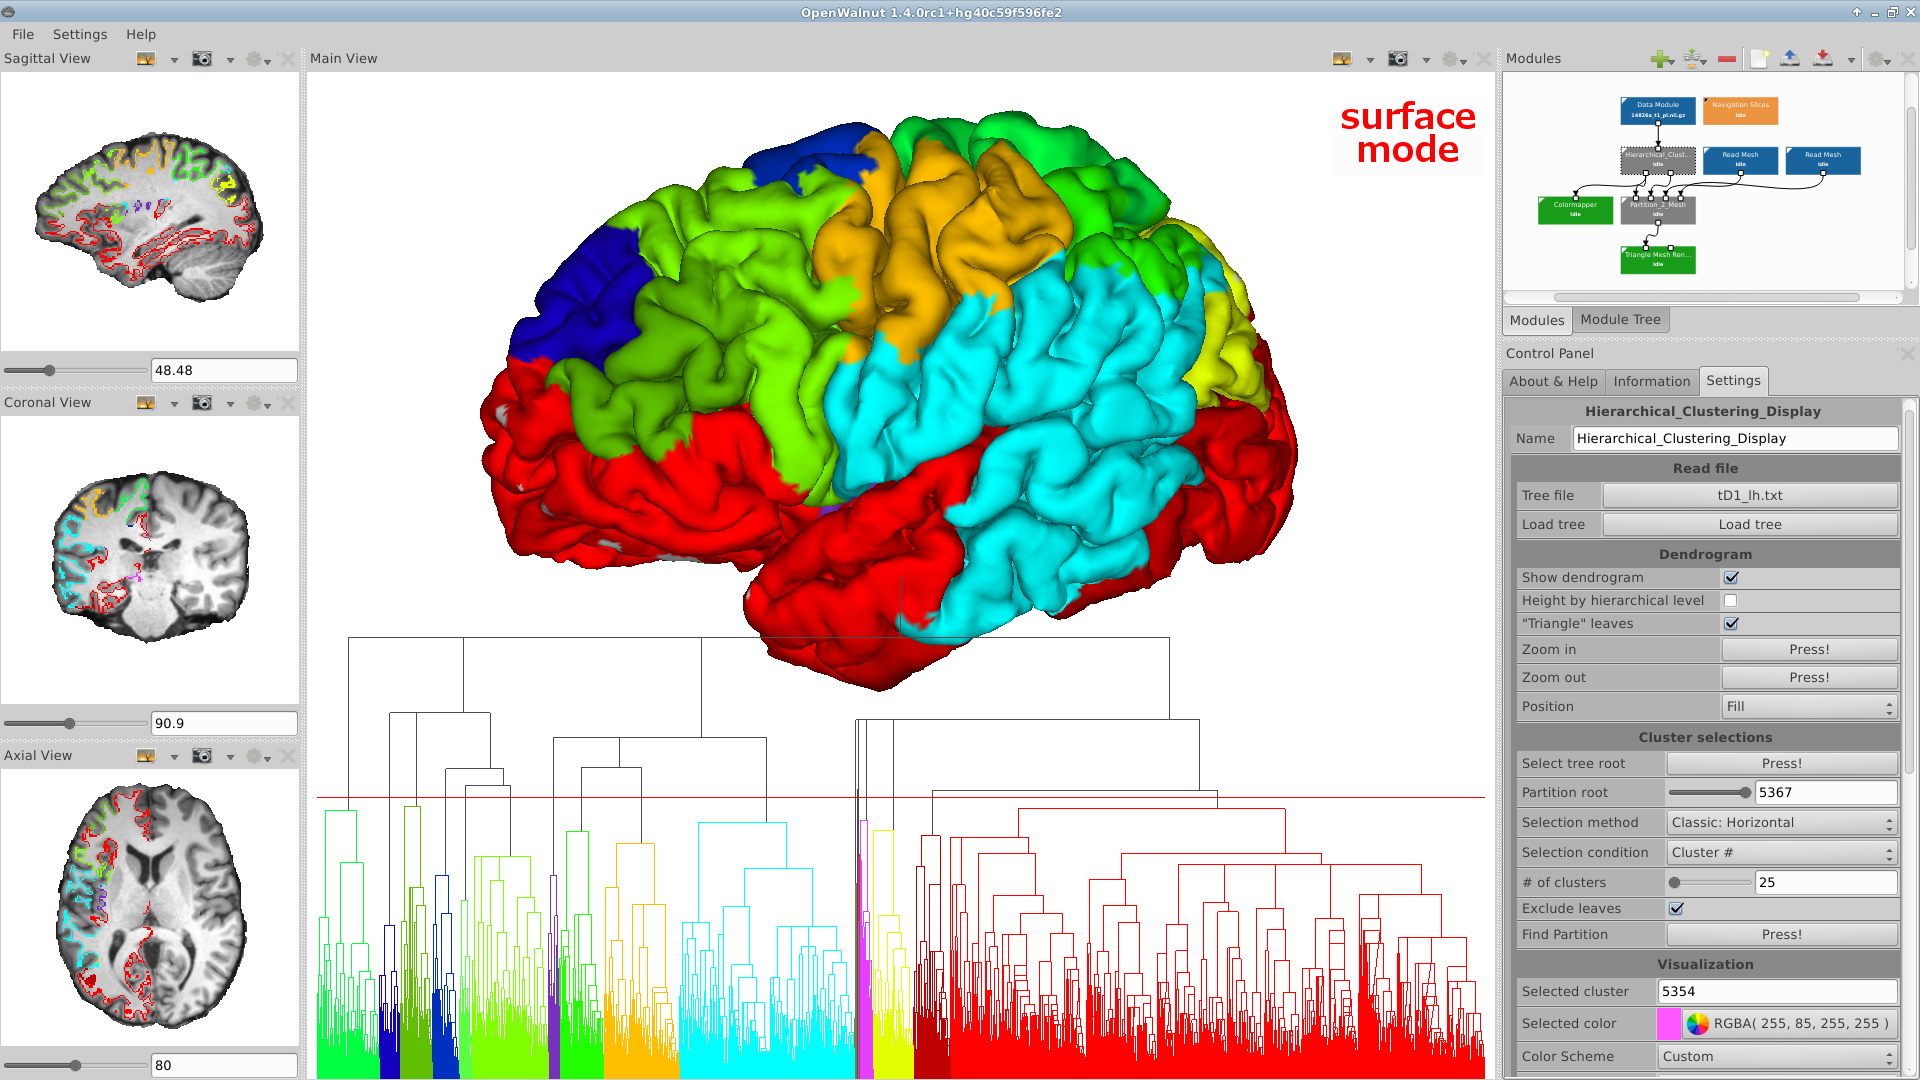 OpenWalnut 1.4.0rc1+hg40c59f596fe2
File Settings Help
Sagittal View
48.48
Coronal View
90.9
Axial View
80
Main View
surface
mode
Modules
Data Module
14826a_t1_pl.nii.gz
Navigation Slices
Idle
Hierarchical_Clust...
Idle
Read Mesh
Idle
Read Mesh
Idle
Colormapper
Idle
Partition_2_Mesh
Idle
Triangle Mesh Ren...
Idle
Modules Module Tree
Control Panel
About & Help Information Settings
Hierarchical_Clustering_Display
Name Hierarchical_Clustering_Display
Read file
Tree file tD1_lh.txt
Load tree Load tree
Dendrogram
Show dendrogram
Height by hierarchical level
"Triangle" leaves
Zoom in Press!
Zoom out Press!
Position Fill
Cluster selections
Select tree root Press!
Partition root 5367
Selection method Classic: Horizontal
Selection condition Cluster #
# of clusters 25
Exclude leaves
Find Partition Press!
Visualization
Selected cluster 5354
Selected color RGBA( 255, 85, 255, 255 )
Color Scheme Custom